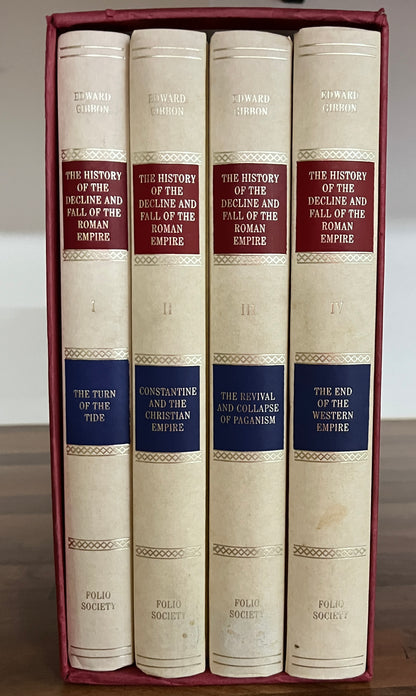 EDWARD
GIBBON
THE HISTORY
OF THE
DECLINE AND
FALL OF THE
ROMAN
EMPIRE
I
THE TURN
OF THE
TIDE
FOLIO
SOCIETY
EDWARD
GIBBON
THE HISTORY
OF THE
DECLINE AND
FALL OF THE
ROMAN
EMPIRE
II
CONSTANTINE
AND THE
CHRISTIAN
EMPIRE
FOLIO
SOCIETY
EDWARD
GIBBON
THE HISTORY
OF THE
DECLINE AND
FALL OF THE
ROMAN
EMPIRE
III
THE REVIVAL
AND COLLAPSE
OF PAGANISM
FOLIO
SOCIETY
EDWARD
GIBBON
THE HISTORY
OF THE
DECLINE AND
FALL OF THE
ROMAN
EMPIRE
IV
THE END
OF THE
WESTERN
EMPIRE
FOLIO
SOCIETY